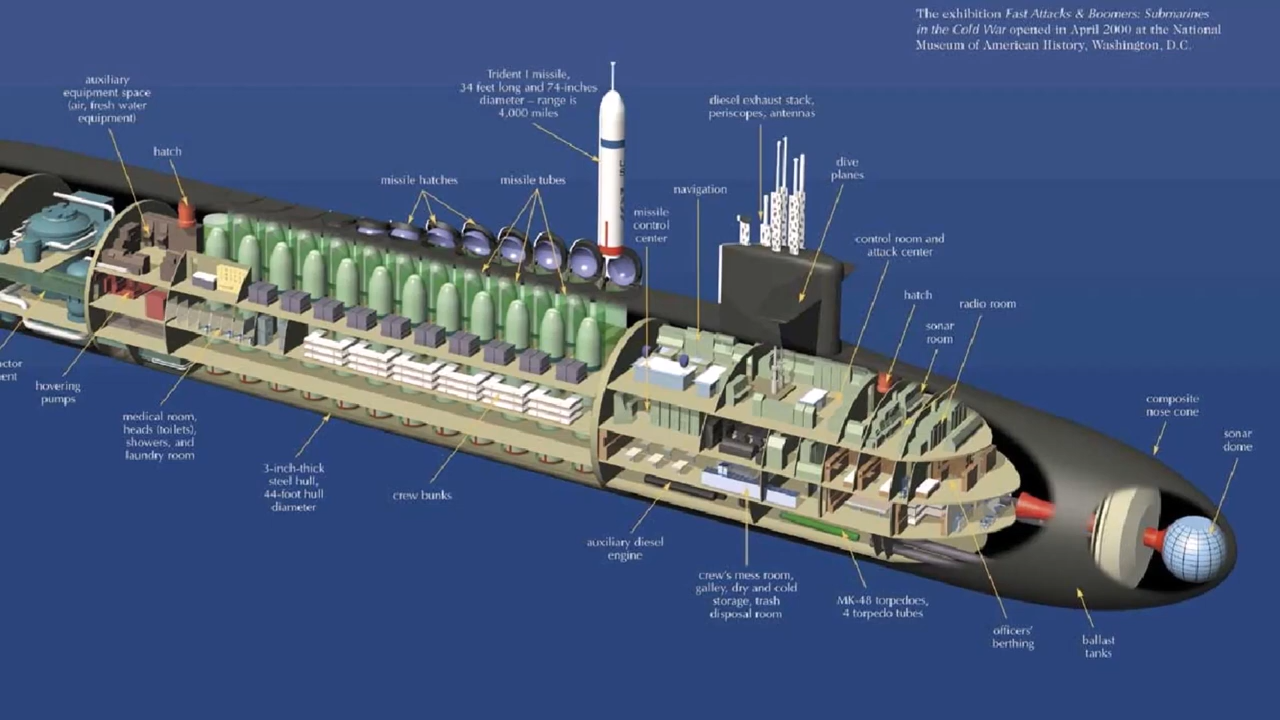 The exhibition Fast Attacks & Boomers: Submarines
in the Cold War opened in April 2000 at the National
Museum of American History, Washington, D.C.
auxiliary
equipment space
(air, fresh water
equipment)
hatch
Trident I missile,
34 feet long and 74-inches
diameter – range is
4,000 miles
diesel exhaust stack,
periscopes, antennas
dive
planes
missile hatches
missile tubes
navigation
missile
control
center
control room and
attack center
hatch
radio room
sonar
room
composite
nose cone
sonar
dome
hovering
pumps
medical room,
heads (toilets),
showers, and
laundry room
3-inch-thick
steel hull,
44-foot hull
diameter
crew bunks
auxiliary diesel
engine
crew's mess room,
galley, dry and cold
storage, trash
disposal room
MK-48 torpedoes,
4 torpedo tubes
officers'
berthing
ballast
tanks